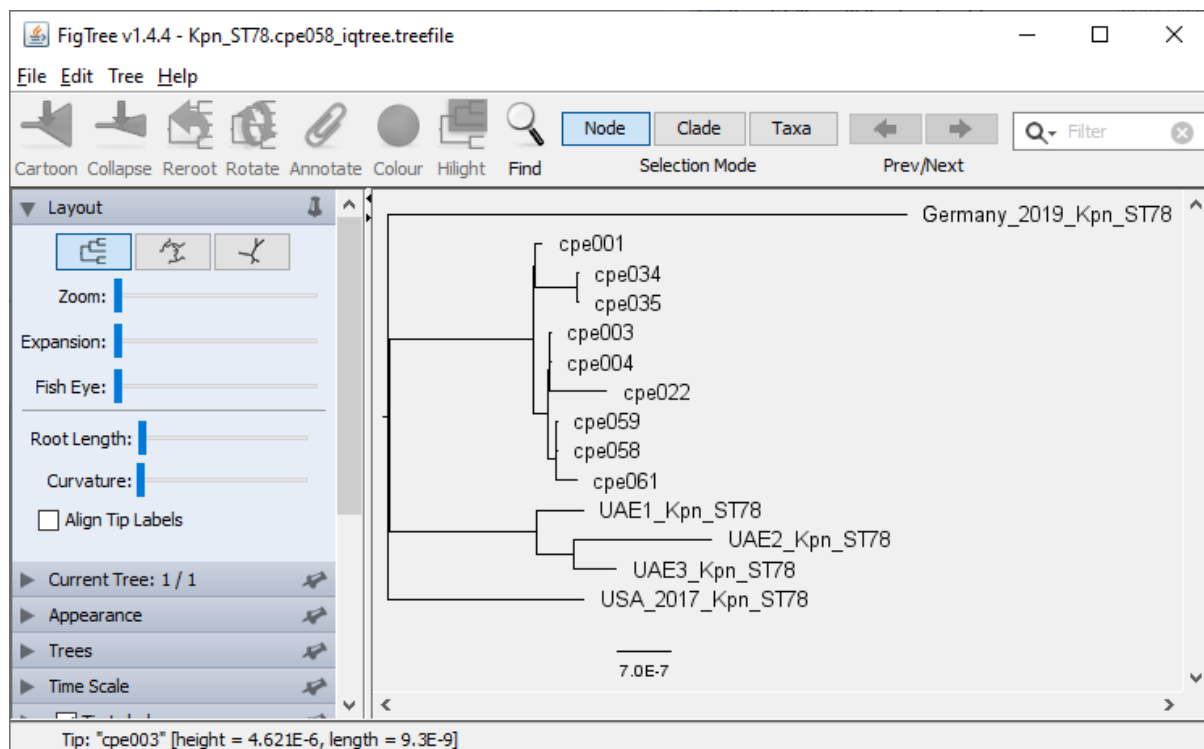 FigTree v1.4.4 - Kpn_ST78.cpe058_iqtree.treefile
File Edit Tree Help
Cartoon Collapse Reroot Rotate Annotate Colour Hilight Find
Node Clade Taxa
Selection Mode
Prev/Next
Filter
Layout
Zoom:
Expansion:
Fish Eye:
Root Length:
Curvature:
Align Tip Labels
Current Tree: 1 / 1
Appearance
Trees
Time Scale
Germany_2019_Kpn_ST78
cpe001
cpe034
cpe035
cpe003
cpe004
cpe022
cpe059
cpe058
cpe061
UAE1_Kpn_ST78
UAE2_Kpn_ST78
UAE3_Kpn_ST78
USA_2017_Kpn_ST78
7.0E-7
Tip: "cpe003" [height = 4.621E-6, length = 9.3E-9]